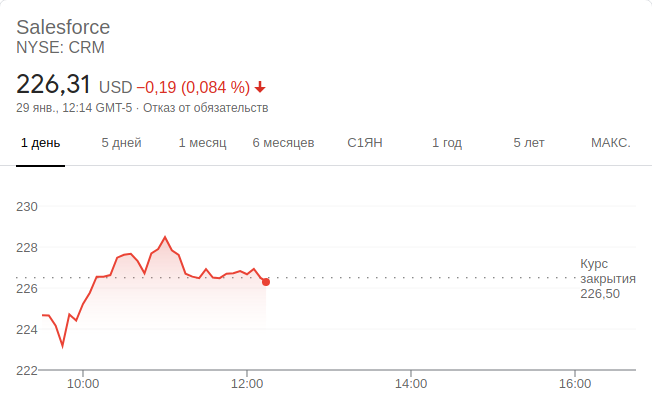 Salesforce
NYSE: CRM
226,31 USD −0,19 (0,084 %)
29 янв., 12:14 GMT-5 · Отказ от обязательств
1 день 5 дней 1 месяц 6 месяцев С1ЯН 1 год 5 лет МАКС.
230
228
226
224
222
Курс
закрытия
226,50
10:00 12:00 14:00 16:00